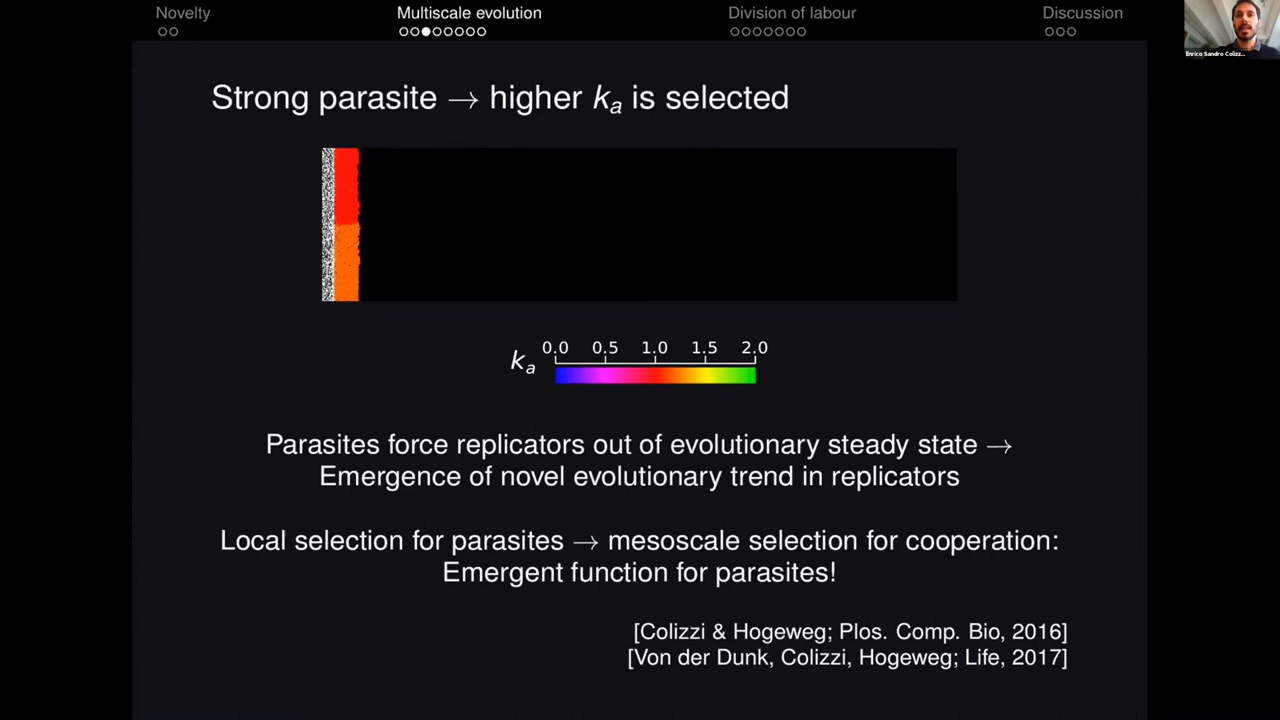 Novelty
Multiscale evolution
Division of labour
Discussion
Enrico Sandro Coliz...
Strong parasite → higher kₐ is selected
kₐ
0.0 0.5 1.0 1.5 2.0
Parasites force replicators out of evolutionary steady state →
Emergence of novel evolutionary trend in replicators
Local selection for parasites → mesoscale selection for cooperation:
Emergent function for parasites!
[Colizzi & Hogeweg; Plos. Comp. Bio, 2016]
[Von der Dunk, Colizzi, Hogeweg; Life, 2017]